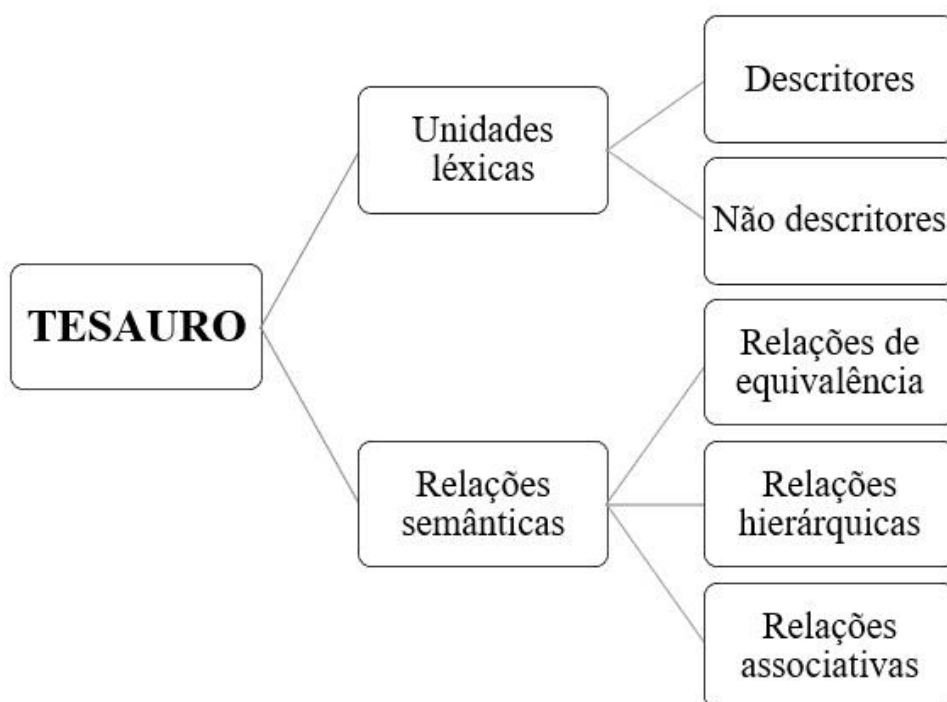 TESAURO
Unidades
léxicas
Descritores
Não descritores
Relações
semânticas
Relações de
equivalência
Relações
hierárquicas
Relações
associativas